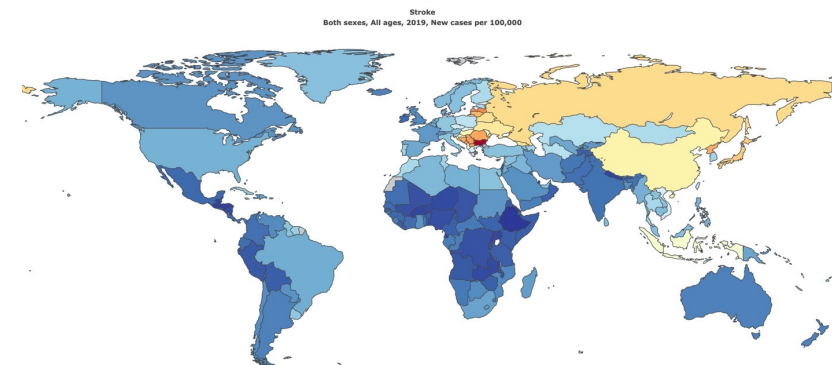 Stroke
Both sexes, All ages, 2019, New cases per 100,000